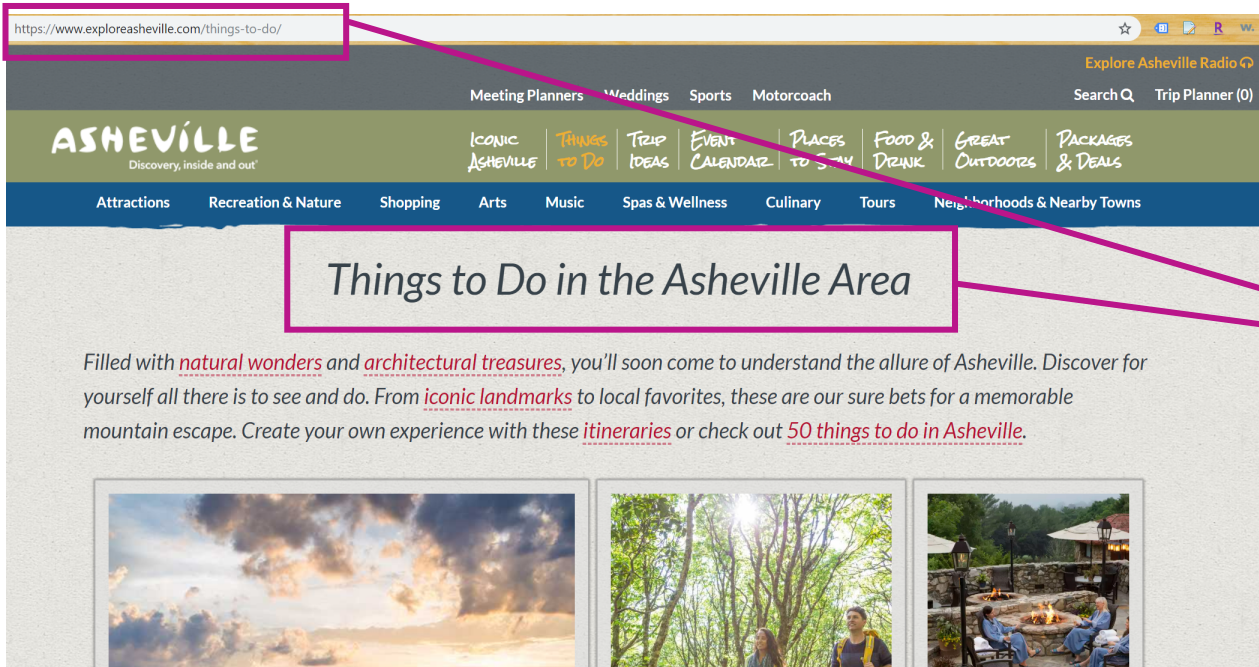 https://www.exploreasheville.com/things-to-do/
R w.
Explore Asheville Radio
Meeting Planners Weddings Sports Motorcoach Search Trip Planner (0)
ASHEVILLE
Discovery, inside and out
Iconic Asheville Things to Do Trip Ideas Event Calendar Places to Stay Food & Drink Great Outdoors Packages & Deals
Attractions Recreation & Nature Shopping Arts Music Spas & Wellness Culinary Tours Neighborhoods & Nearby Towns
Things to Do in the Asheville Area
Filled with natural wonders and architectural treasures, you'll soon come to understand the allure of Asheville. Discover for
yourself all there is to see and do. From iconic landmarks to local favorites, these are our sure bets for a memorable
mountain escape. Create your own experience with these itineraries or check out 50 things to do in Asheville.